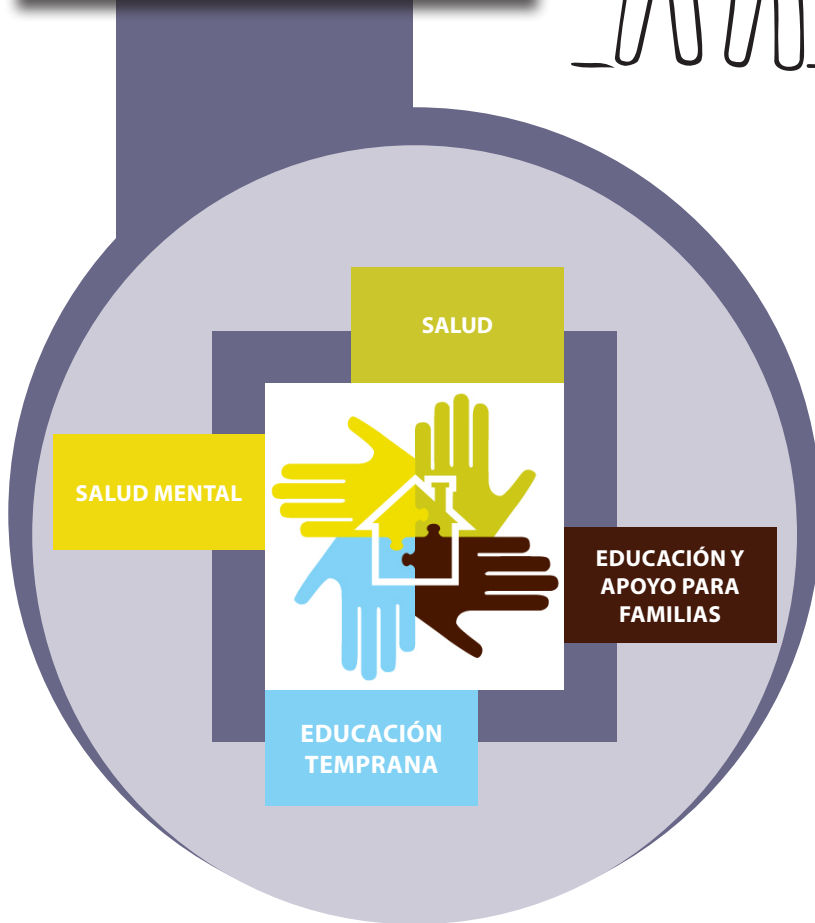 SALUD
SALUD MENTAL
EDUCACIÓN Y
APOYO PARA
FAMILIAS
EDUCACIÓN
TEMPRANA